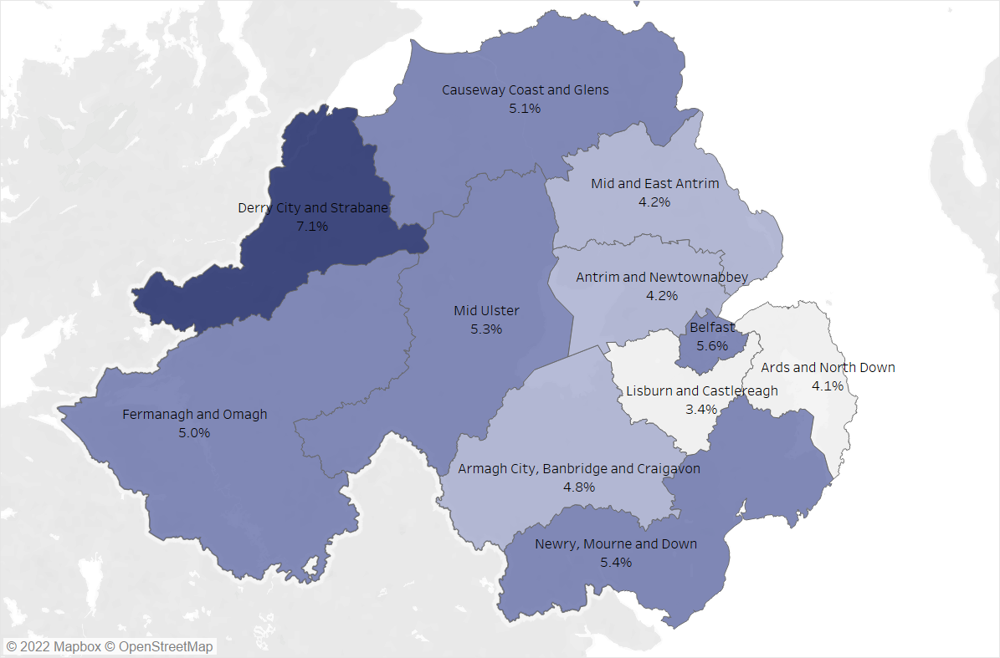 Causeway Coast and Glens
5.1%
Mid and East Antrim
4.2%
Derry City and Strabane
7.1%
Antrim and Newtownabbey
4.2%
Mid Ulster
5.3%
Belfast
5.6%
Ards and North Down
4.1%
Lisburn and Castlereagh
3.4%
Fermanagh and Omagh
5.0%
Armagh City, Banbridge and Craigavon
4.8%
Newry, Mourne and Down
5.4%
© 2022 Mapbox © OpenStreetMap